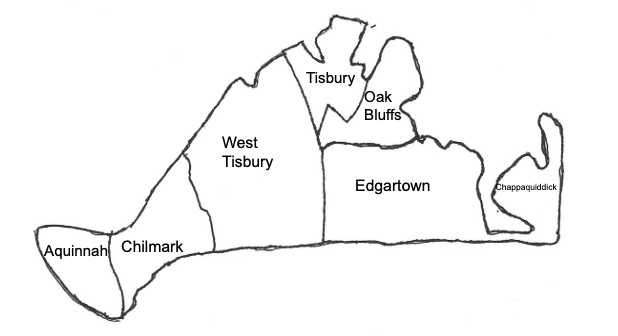 Tisbury
Oak
Bluffs
West
Tisbury
Edgartown
Chappaquiddick
Aquinnah
Chilmark